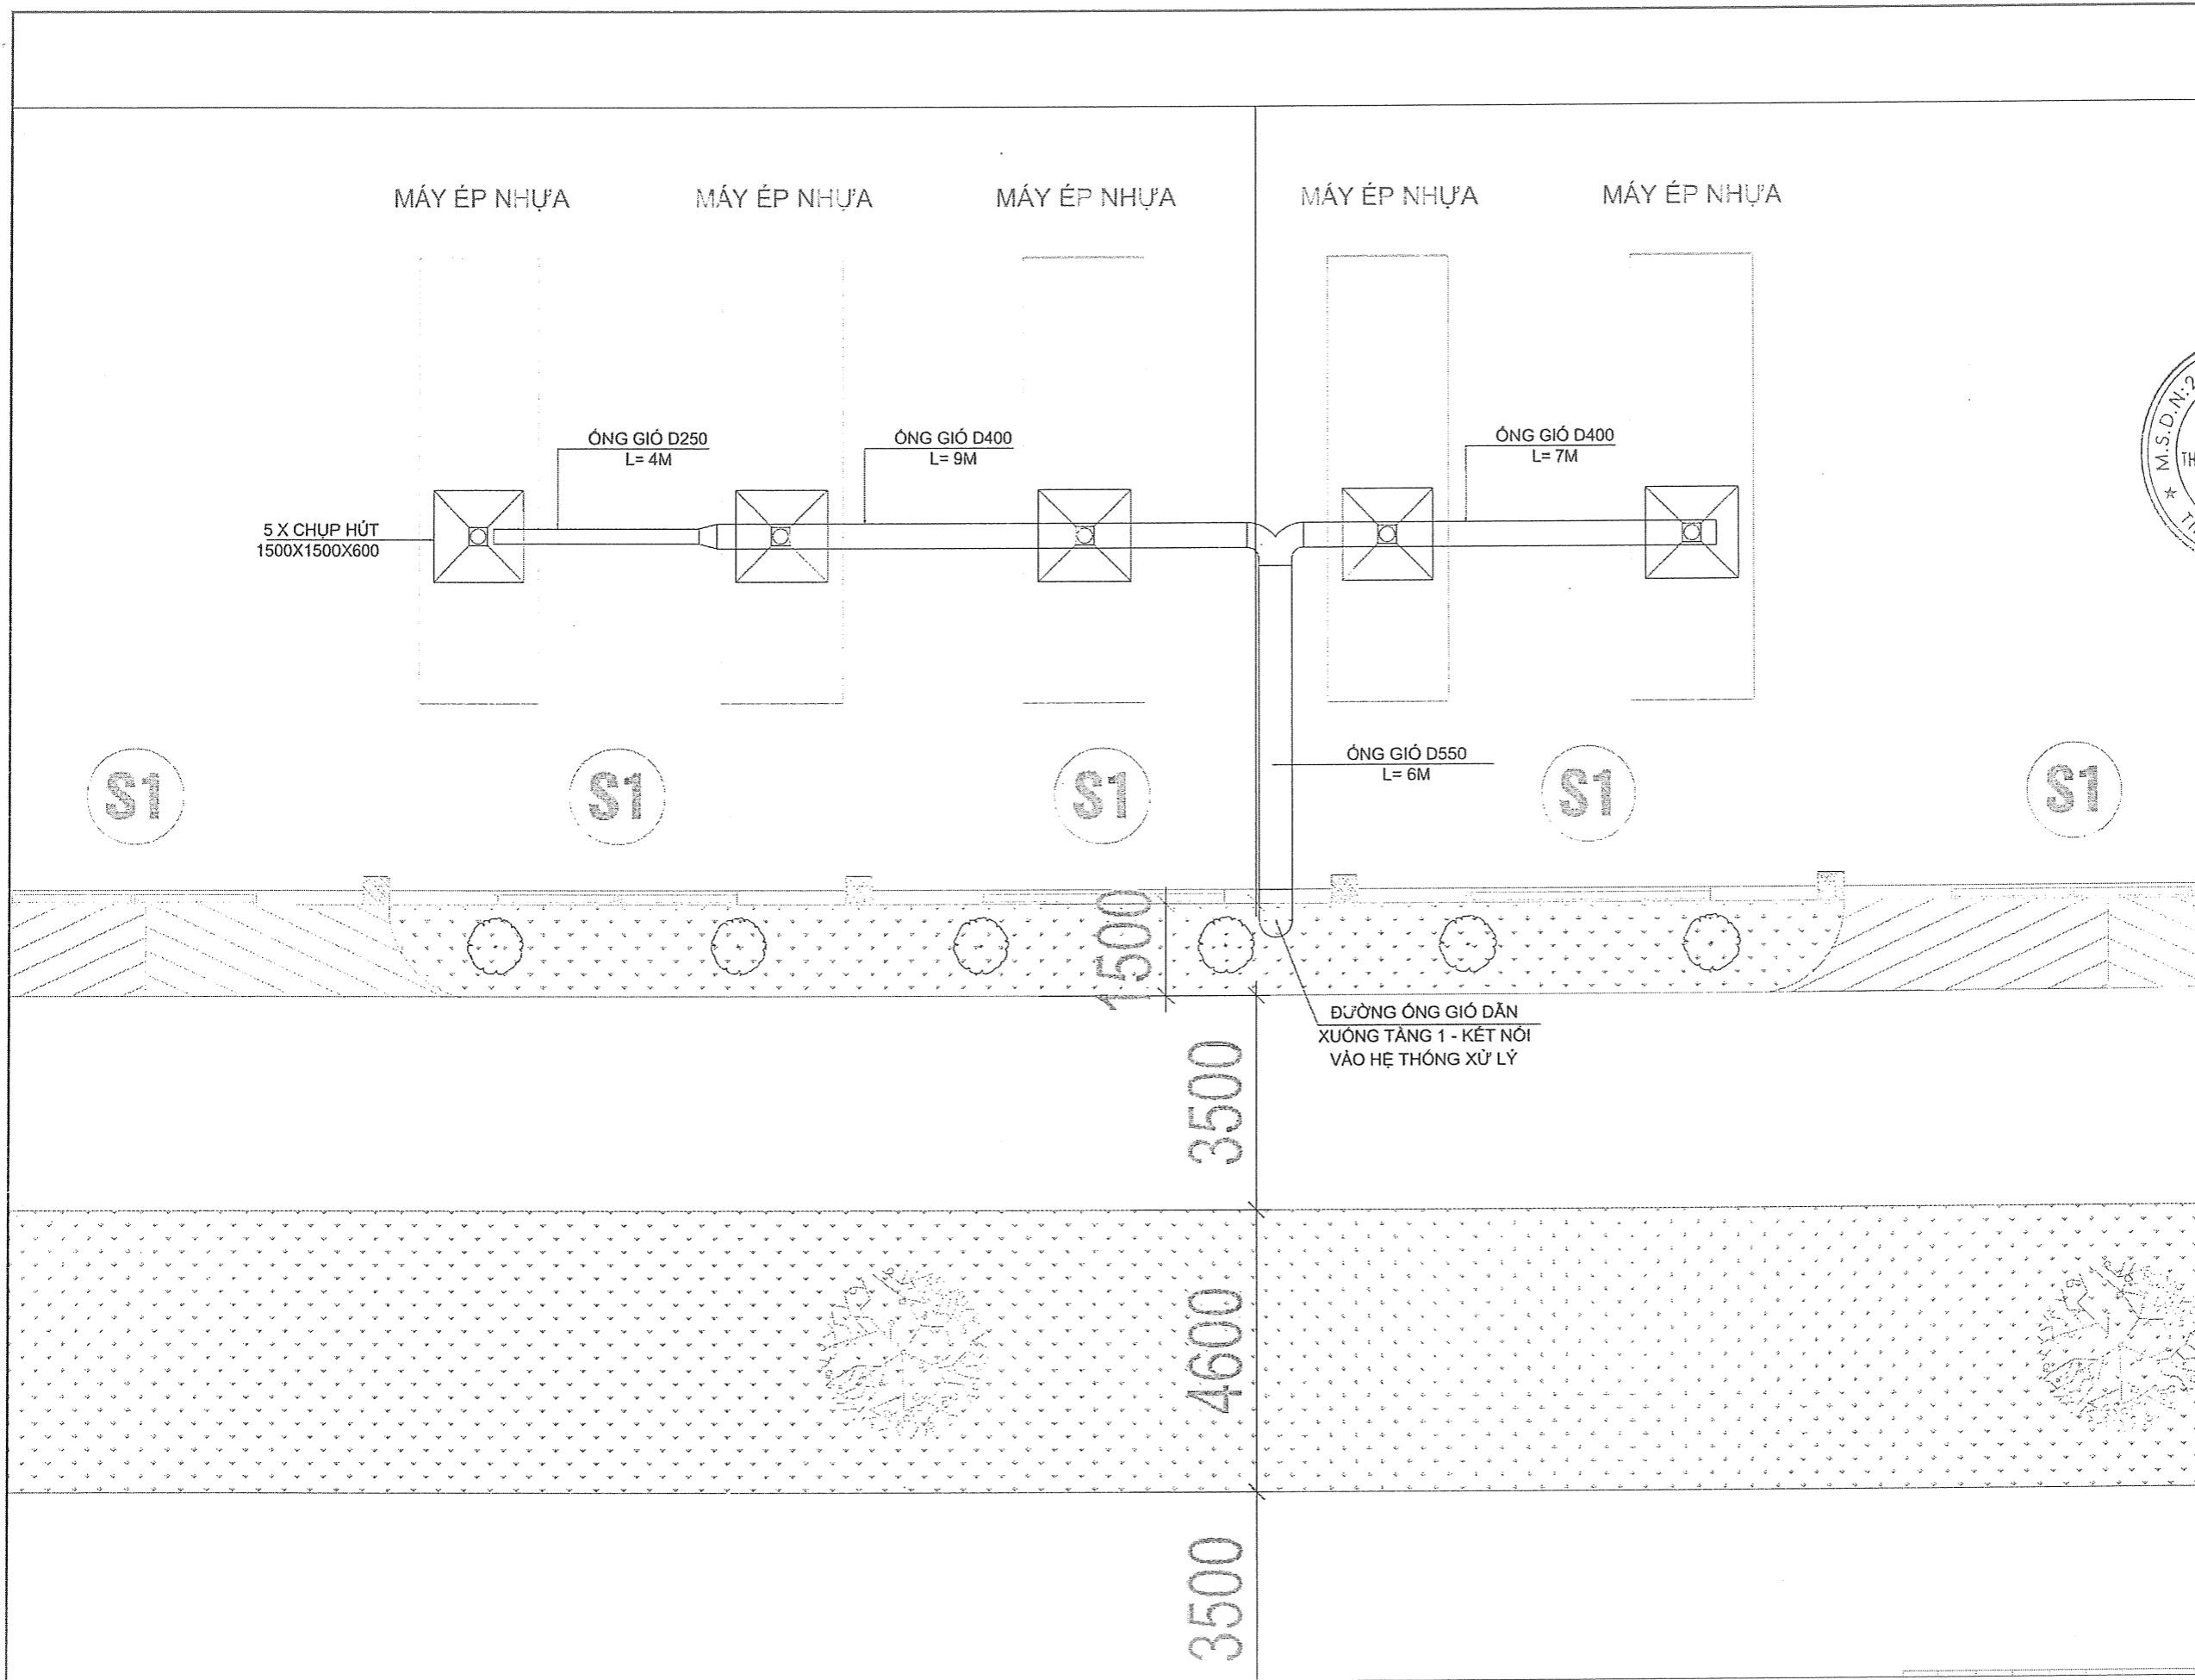 MÁY ÉP NHỰA
MÁY ÉP NHỰA
MÁY ÉP NHỰA
MÁY ÉP NHỰA
MÁY ÉP NHỰA
ỐNG GIÓ D250
L= 4M
ỐNG GIÓ D400
L= 9M
ỐNG GIÓ D400
L= 7M
5 X CHỤP HÚT
1500X1500X600
M.S.D.N:2
TH
ỐNG GIÓ D550
L= 6M
S1
S1
S1
S1
S1
1500
ĐƯỜNG ỐNG GIÓ DẪN
XUỐNG TẦNG 1 - KẾT NỐI
VÀO HỆ THỐNG XỬ LÝ
3500
4600
3500